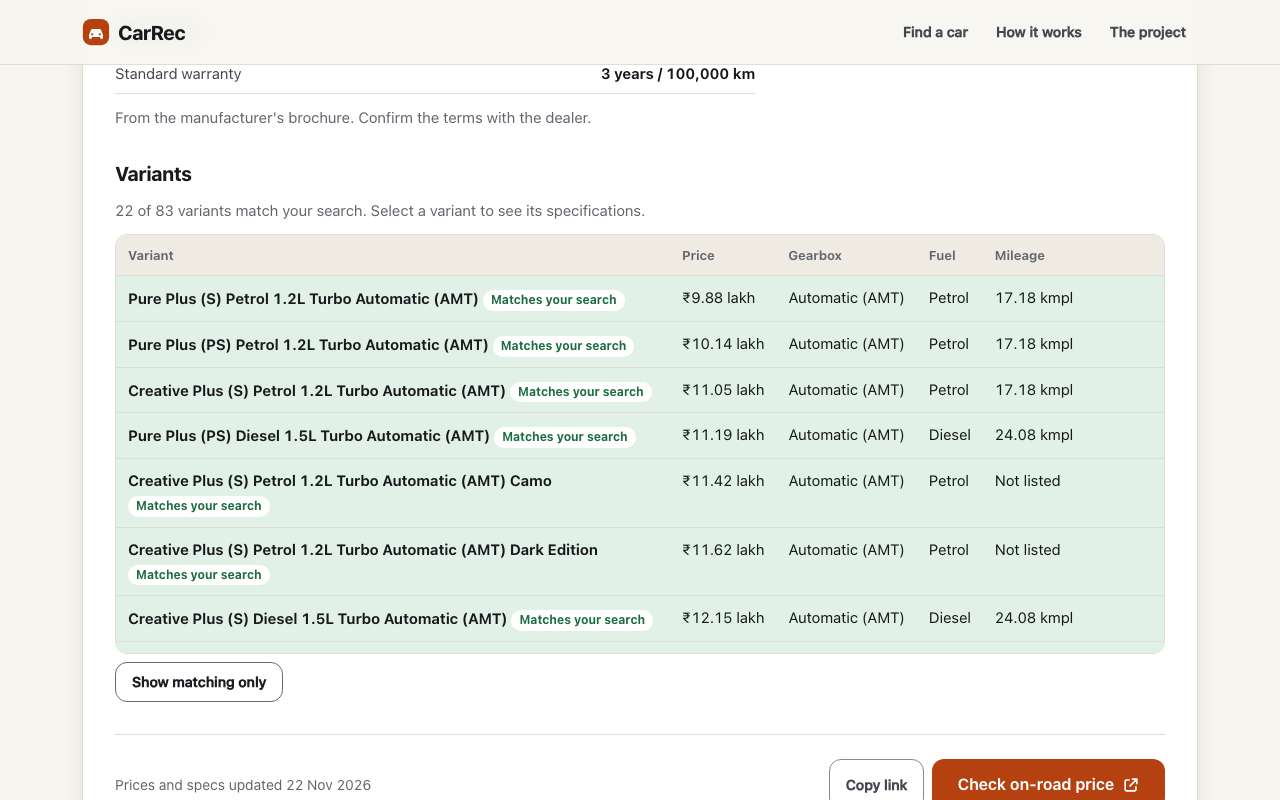 CarRec
Find a car How it works The project
Standard warranty 3 years / 100,000 km
From the manufacturer's brochure. Confirm the terms with the dealer.
Variants
22 of 83 variants match your search. Select a variant to see its specifications.
Variant Price Gearbox Fuel Mileage
Pure Plus (S) Petrol 1.2L Turbo Automatic (AMT) Matches your search ₹9.88 lakh Automatic (AMT) Petrol 17.18 kmpl
Pure Plus (PS) Petrol 1.2L Turbo Automatic (AMT) Matches your search ₹10.14 lakh Automatic (AMT) Petrol 17.18 kmpl
Creative Plus (S) Petrol 1.2L Turbo Automatic (AMT) Matches your search ₹11.05 lakh Automatic (AMT) Petrol 17.18 kmpl
Pure Plus (PS) Diesel 1.5L Turbo Automatic (AMT) Matches your search ₹11.19 lakh Automatic (AMT) Diesel 24.08 kmpl
Creative Plus (S) Petrol 1.2L Turbo Automatic (AMT) Camo ₹11.42 lakh Automatic (AMT) Petrol Not listed
Matches your search
Creative Plus (S) Petrol 1.2L Turbo Automatic (AMT) Dark Edition ₹11.62 lakh Automatic (AMT) Petrol Not listed
Matches your search
Creative Plus (S) Diesel 1.5L Turbo Automatic (AMT) Matches your search ₹12.15 lakh Automatic (AMT) Diesel 24.08 kmpl
Show matching only
Prices and specs updated 22 Nov 2026 Copy link Check on-road price